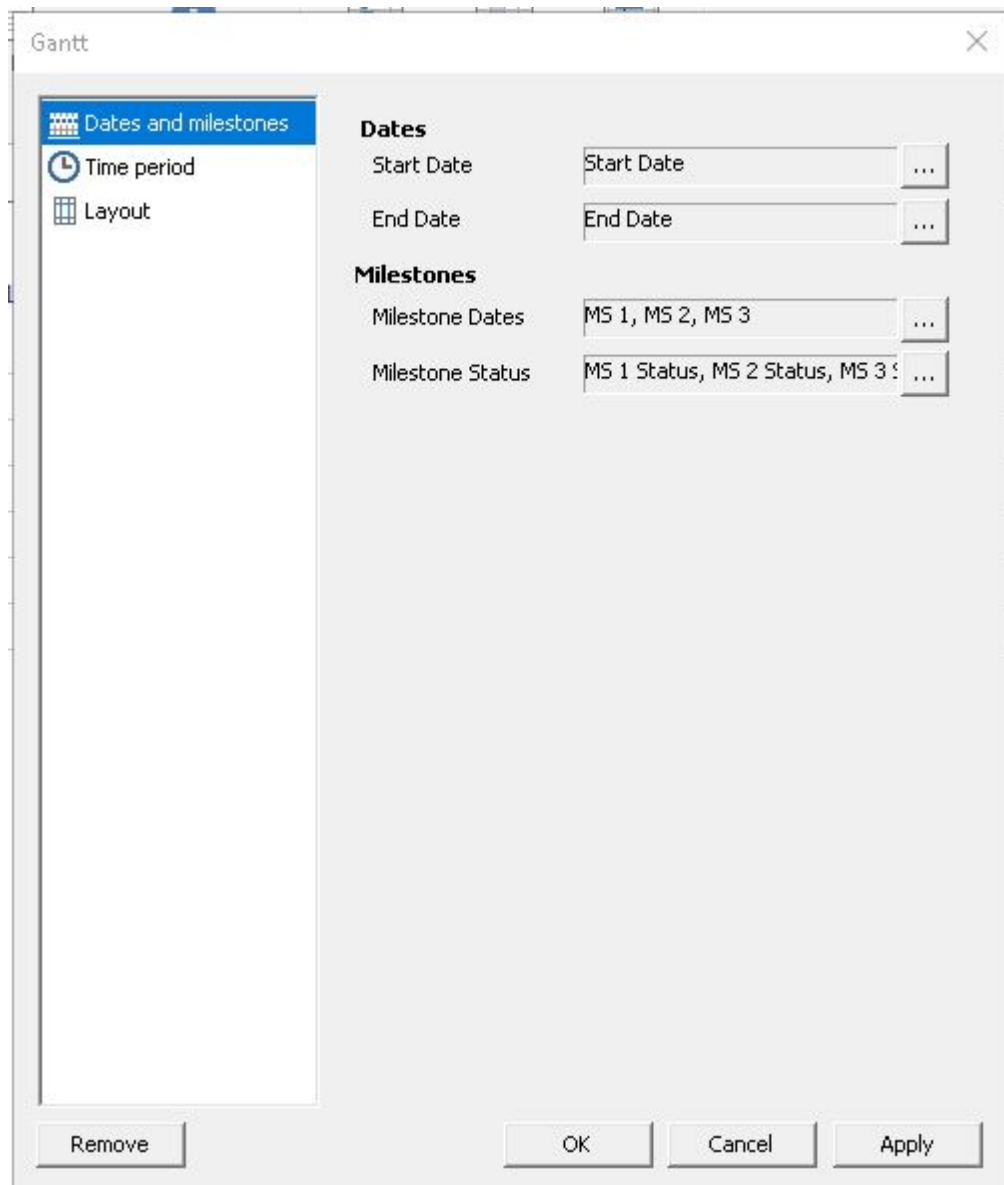 Gantt
Dates and milestones
Time period
Layout
Dates
Start Date Start Date ...
End Date End Date ...
Milestones
Milestone Dates MS 1, MS 2, MS 3 ...
Milestone Status MS 1 Status, MS 2 Status, MS 3 ...
Remove OK Cancel Apply